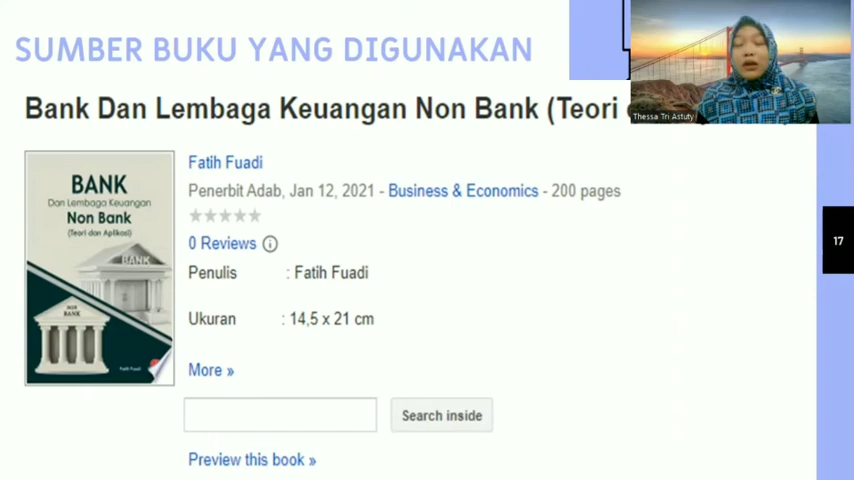 SUMBER BUKU YANG DIGUNAKAN
Thessa Tri Astuty
Bank Dan Lembaga Keuangan Non Bank (Teori
BANK
Dan Lembaga Keuangan
Non Bank
(Teori dan Aplikasi)
BANK
NON
BANK
Fatih Fuadi
Fatih Fuadi
Penerbit Adab, Jan 12, 2021 - Business & Economics - 200 pages
0 Reviews
Penulis : Fatih Fuadi
Ukuran : 14,5 x 21 cm
More »
Search inside
Preview this book »
17